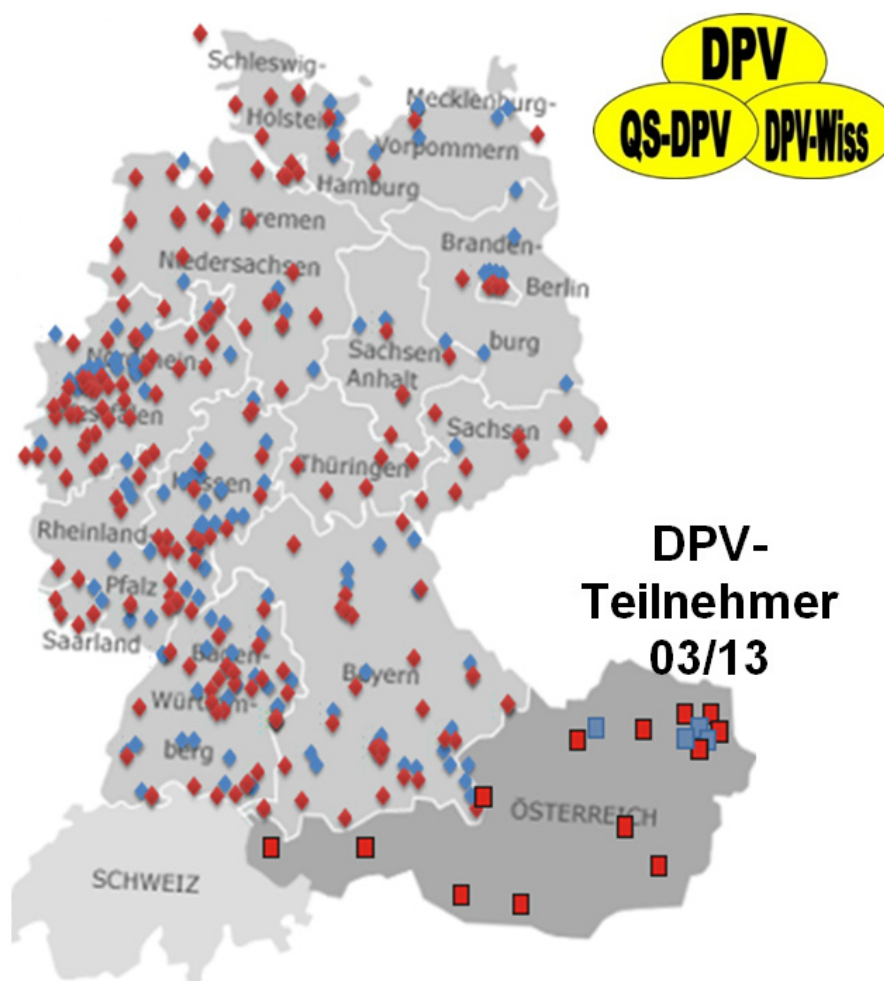 DPV
QS-DPV
DPV-Wiss
Schleswig-
Holstein
Mecklenburg-
Vorpommern
Hamburg
Bremen
Niedersachsen
Branden-
Berlin
burg
Sachsen
Anhalt
Nordrhein-
Westfalen
Sachsen
Thüringen
Hessen
Rheinland-
Pfalz
Saarland
DPV-
Teilnehmer
03/13
Baden-
Württem-
berg
Bayern
ÖSTERREICH
SCHWEIZ